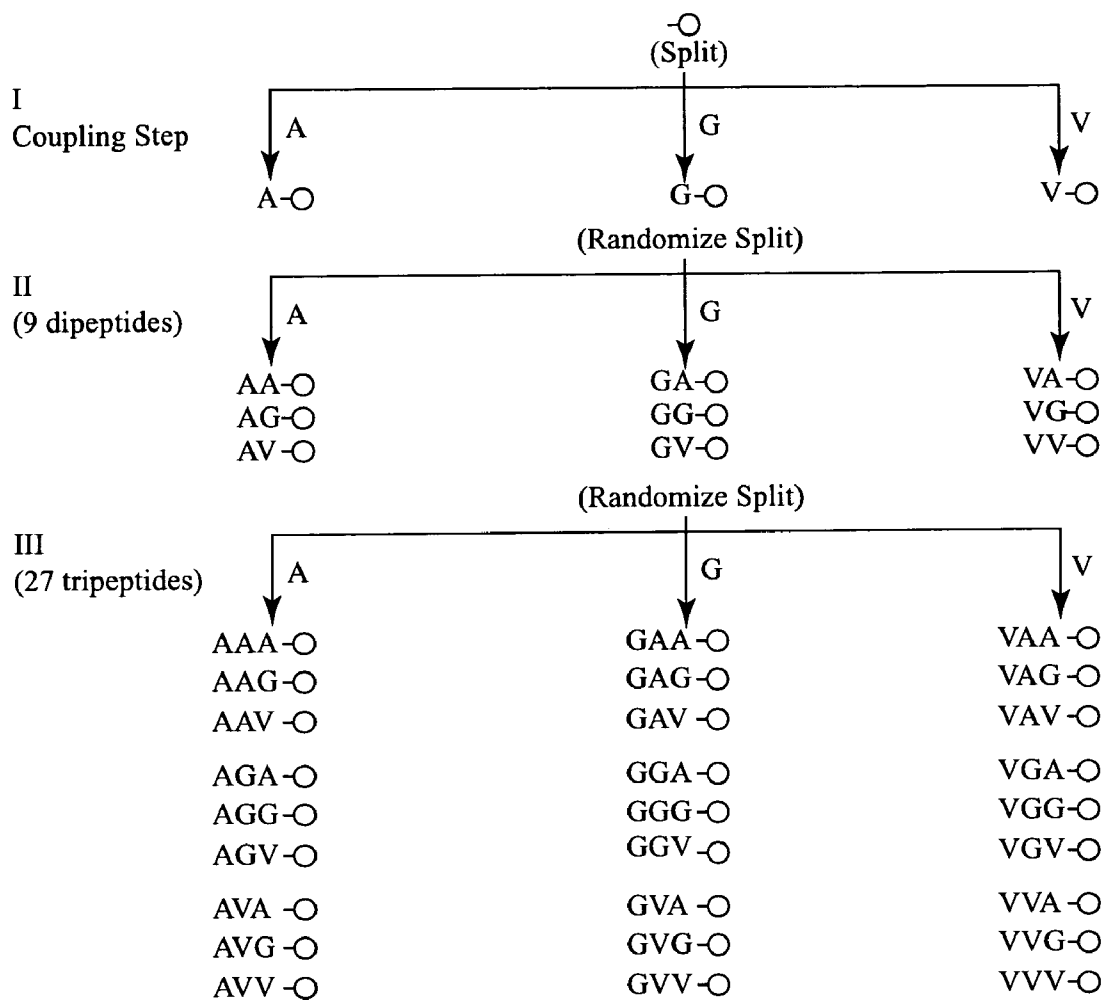 (Split)
I
Coupling Step
A G V
A G V
(Randomize Split)
II
(9 dipeptides)
A G V
AA GA VA
AG GG VG
AV GV VV
(Randomize Split)
III
(27 tripeptides)
A G V
AAA GAA VAA
AAG GAG VAG
AAV GAV VAV
AGA GGA VGA
AGG GGG VGG
AGV GGV VGV
AVA GVA VVA
AVG GVG VVG
AVV GVV VVV